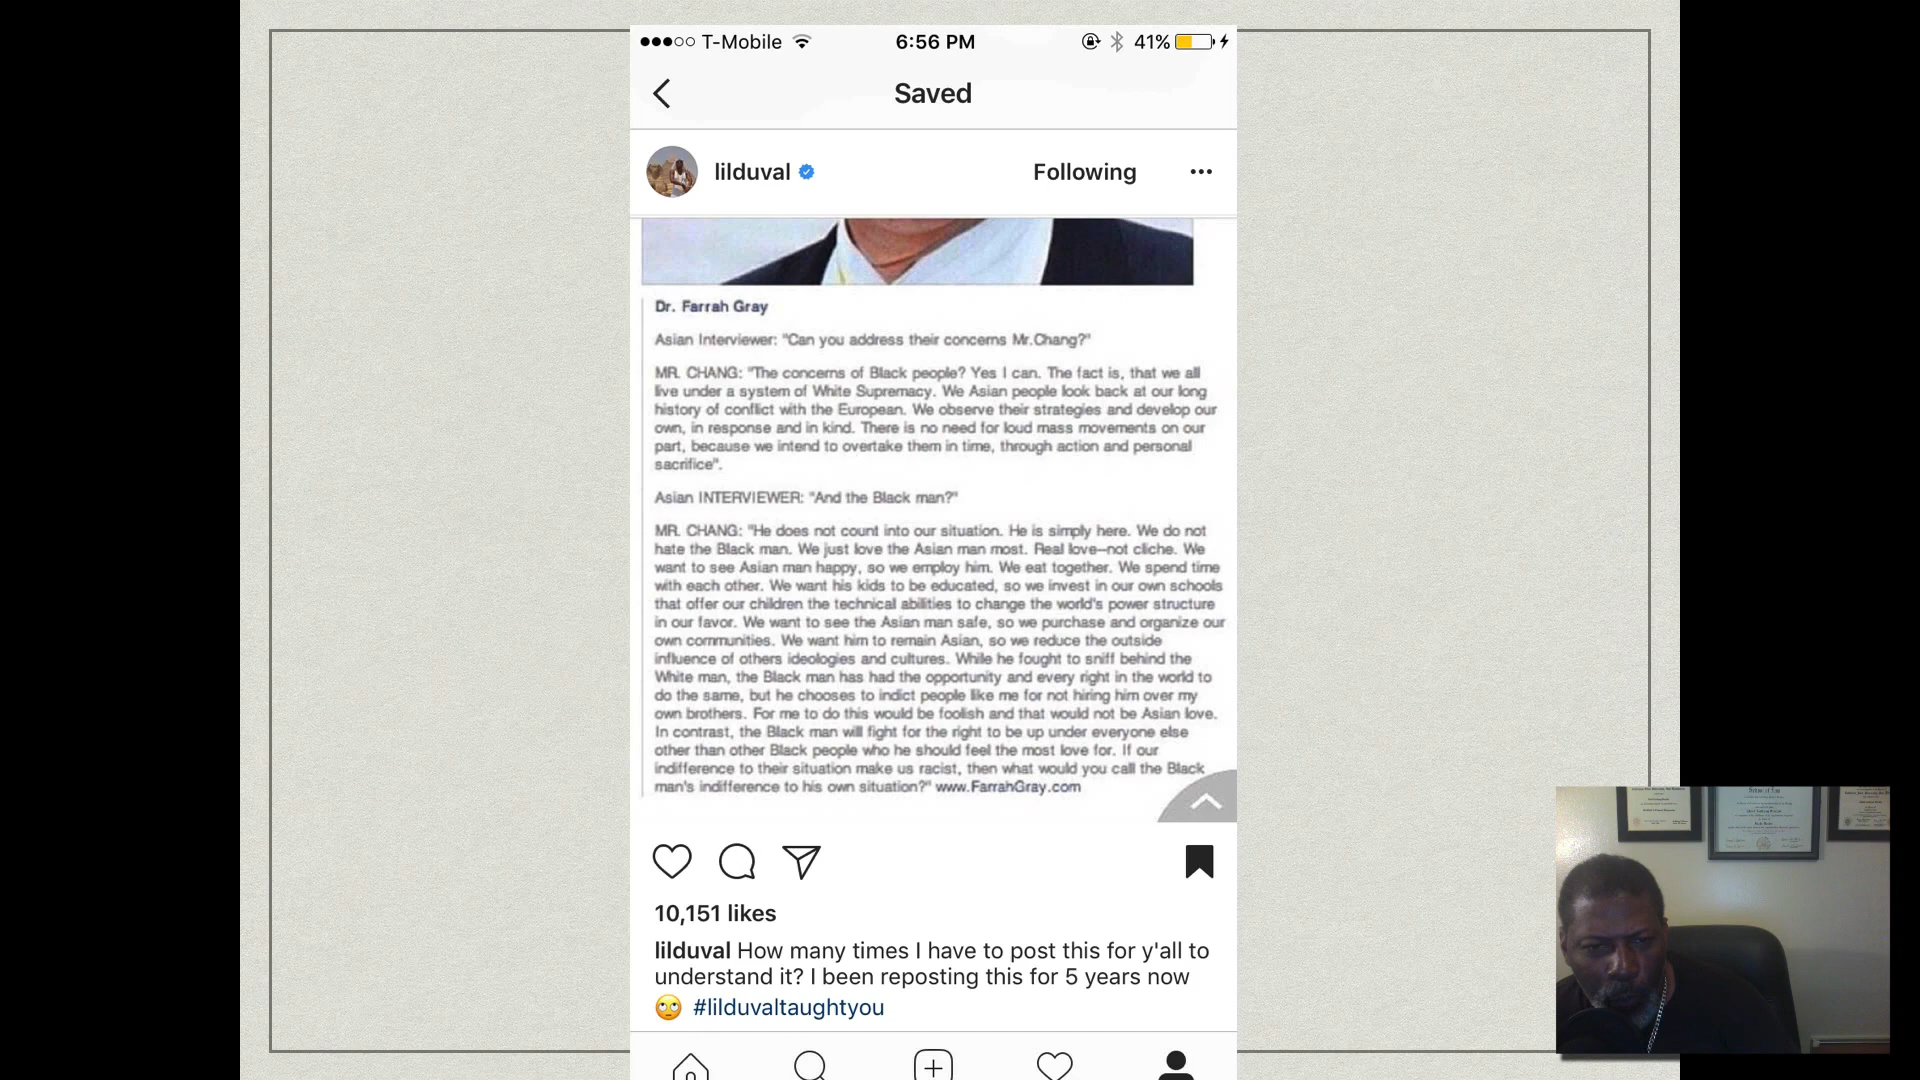 T-Mobile 6:56 PM 41%
Saved
lilduval Following
Dr. Farrah Gray
Asian Interviewer: "Can you address their concerns Mr.Chang?"
MR. CHANG: "The concerns of Black people? Yes I can. The fact is, that we all
live under a system of White Supremacy. We Asian people look back at our long
history of conflict with the European. We observe their strategies and develop our
own, in response and in kind. There is no need for loud mass movements on our
part, because we intend to overtake them in time, through action and personal
sacrifice".
Asian INTERVIEWER: "And the Black man?"
MR. CHANG: "He does not count into our situation. He is simply here. We do not
hate the Black man. We just love the Asian man most. Real love—not cliche. We
want to see Asian man happy, so we employ him. We eat together. We spend time
with each other. We want his kids to be educated, so we invest in our own schools
that offer our children the technical abilities to change the world's power structure
in our favor. We want to see the Asian man safe, so we purchase and organize our
own communities. We want him to remain Asian, so we reduce the outside
influence of others ideologies and cultures. While he fought to sniff behind the
White man, the Black man has had the opportunity and every right in the world to
do the same, but he chooses to indict people like me for not hiring him over my
own brothers. For me to do this would be foolish and that would not be Asian love.
In contrast, the Black man will fight for the right to be up under everyone else
other than other Black people who he should feel the most love for. If our
indifference to their situation make us racist, then what would you call the Black
man's indifference to his own situation?" www.FarrahGray.com
10,151 likes
lilduval How many times I have to post this for y'all to
understand it? I been reposting this for 5 years now
🙄 #lilduvaltaughtyou